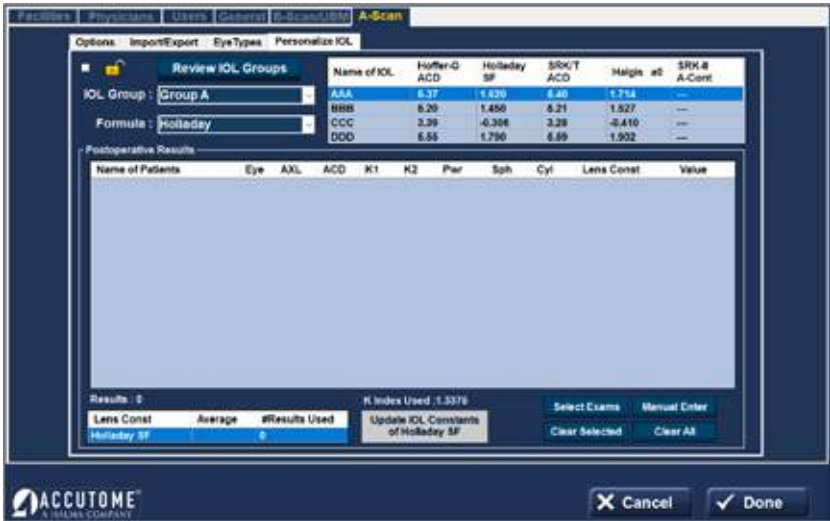 Facilities Physicians Users General B-Scan/UBM A-Scan
Options Import/Export EyeTypes Personalize IOL
Review IOL Groups
IOL Group : Group A
Formula : Holladay
Name of IOL Hoffer-Q ACD Holladay SF SRK/T ACD Haigis a0 SRK-II A-Cont
AAA 6.37 1.620 6.40 1.714 ---
BBB 6.20 1.450 6.21 1.527 ---
CCC 3.39 -0.306 3.28 -0.410 ---
DDD 6.55 1.790 6.59 1.902 ---
Postoperative Results
Name of Patients Eye AXL ACD K1 K2 Pwr Sph Cyl Lens Const Value
Results : 0
K Index Used :1.3375
Lens Const Average #Results Used
Holladay SF 0
Update IOL Constants
of Holladay SF
Select Exams Manual Enter
Clear Selected Clear All
ACCUTOME
A HALMA COMPANY
Cancel Done